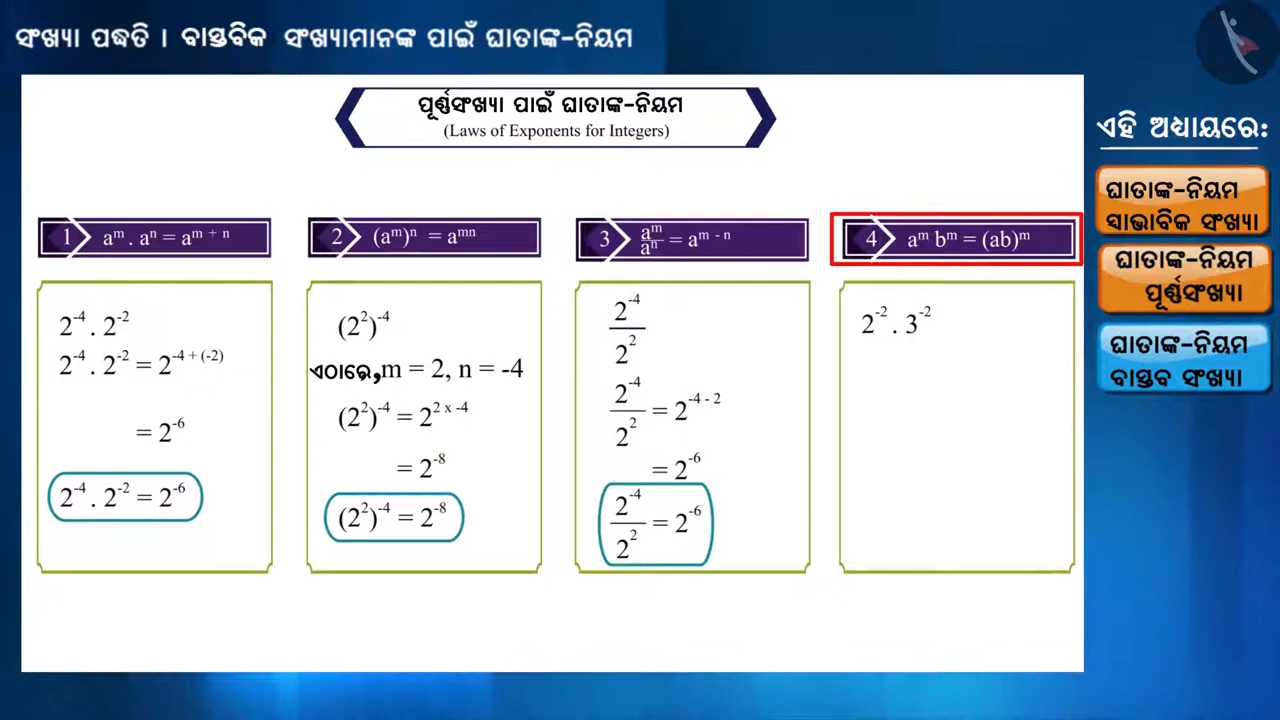 ସଂଖ୍ୟା ପଦ୍ଧତି । ବାସ୍ତବିକ ସଂଖ୍ୟାମାନଙ୍କ ପାଇଁ ଘାତାଙ୍କ-ନିୟମ
ପୂର୍ଣ୍ଣସଂଖ୍ୟା ପାଇଁ ଘାତାଙ୍କ-ନିୟମ
(Laws of Exponents for Integers)
1 aᵐ . aⁿ = aᵐ ⁺ ⁿ
2⁻⁴ . 2⁻²
2⁻⁴ . 2⁻² = 2⁻⁴ ⁺ ⁽⁻²⁾
= 2⁻⁶
2⁻⁴ . 2⁻² = 2⁻⁶
2 (aᵐ)ⁿ = aᵐⁿ
(2²)⁻⁴
ଏଠାରେ, m = 2, n = -4
(2²)⁻⁴ = 2² ˣ ⁻⁴
= 2⁻⁸
(2²)⁻⁴ = 2⁻⁸
3 aᵐ/aⁿ = aᵐ ⁻ ⁿ
2⁻⁴/2²
2⁻⁴/2² = 2⁻⁴ ⁻ ²
= 2⁻⁶
2⁻⁴/2² = 2⁻⁶
4 aᵐ bᵐ = (ab)ᵐ
2⁻² . 3⁻²
ଏହି ଅଧ୍ୟାୟରେ:
ଘାତାଙ୍କ-ନିୟମ
ସ୍ୱାଭାବିକ ସଂଖ୍ୟା
ଘାତାଙ୍କ-ନିୟମ
ପୂର୍ଣ୍ଣସଂଖ୍ୟା
ଘାତାଙ୍କ-ନିୟମ
ବାସ୍ତବ ସଂଖ୍ୟା